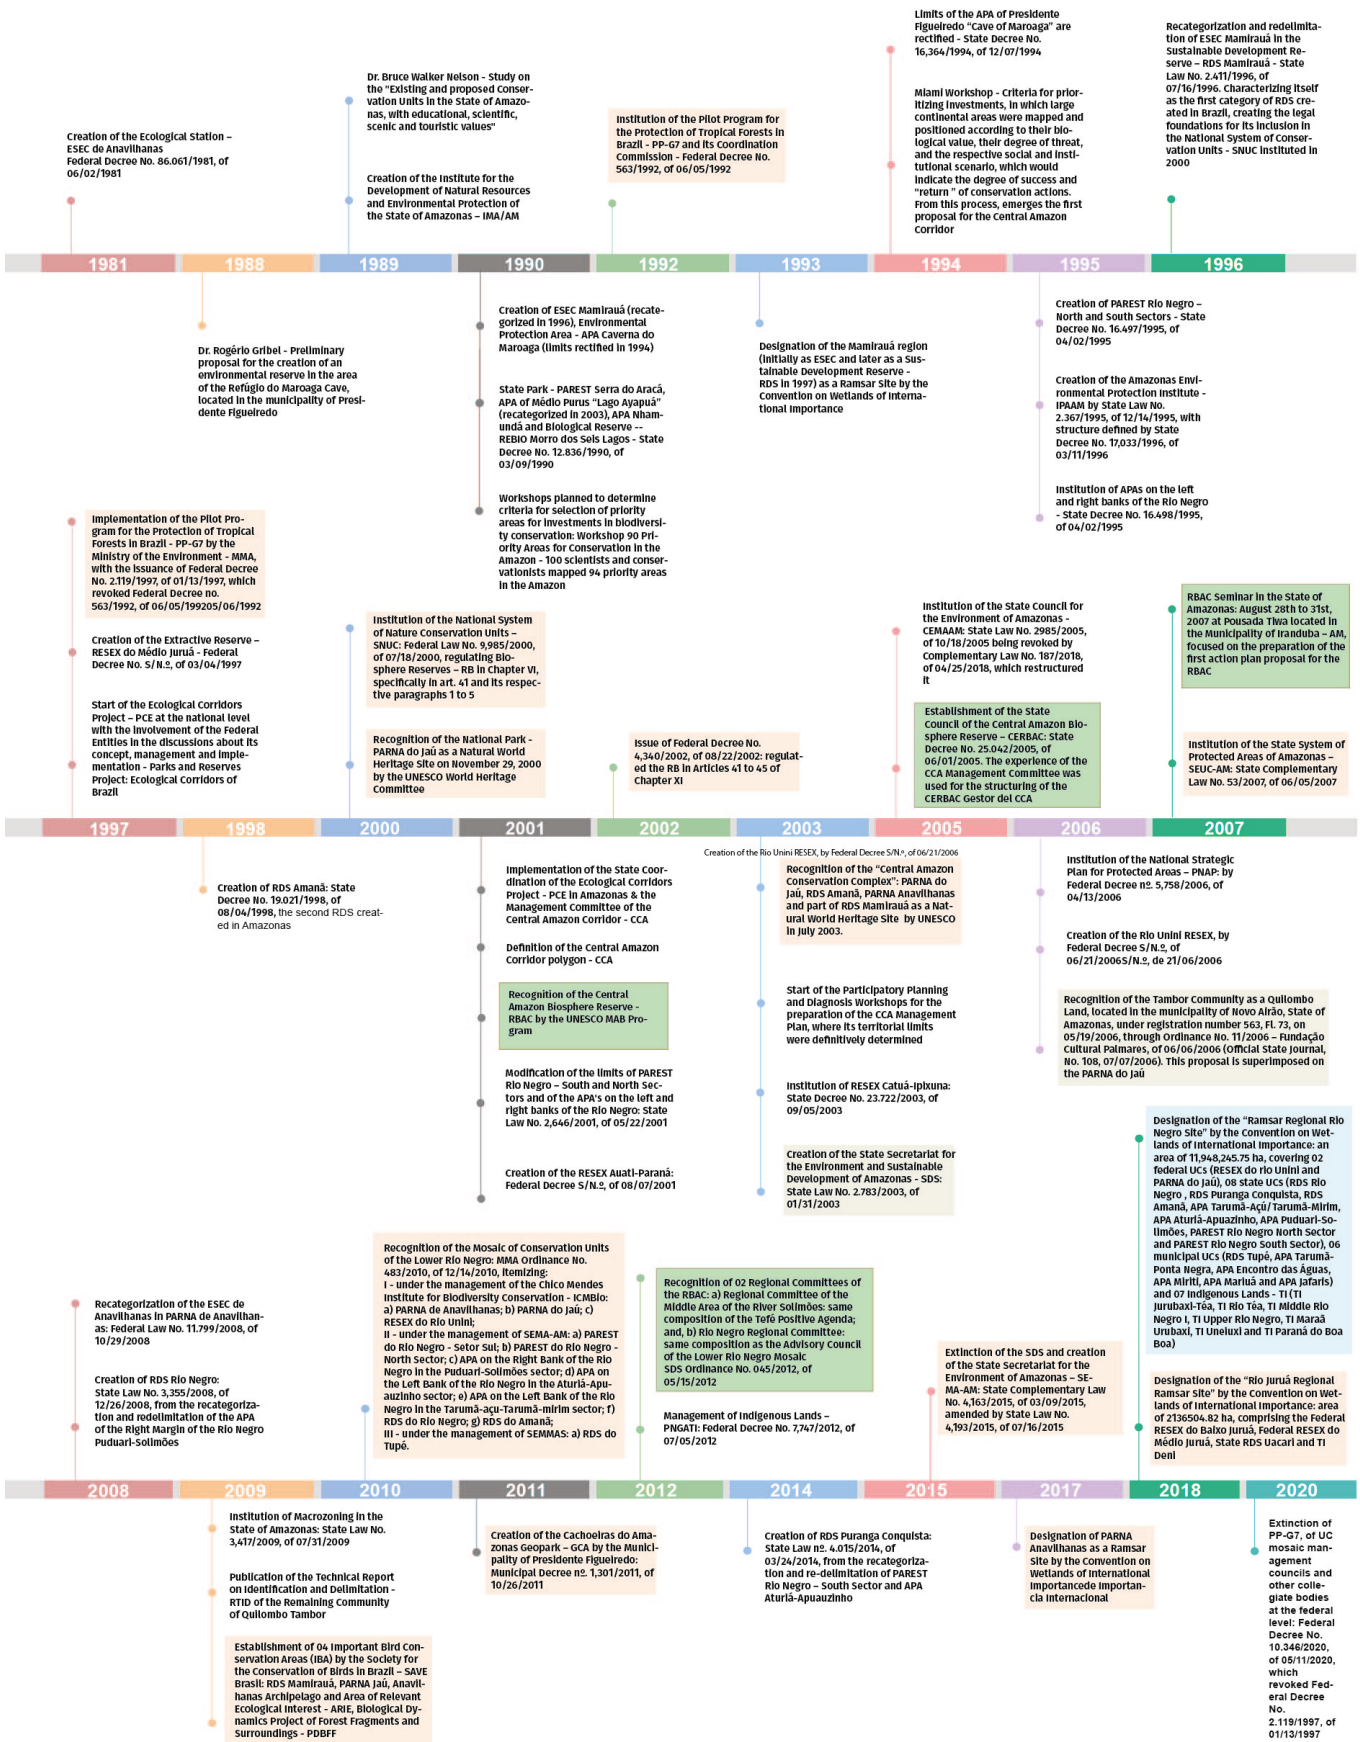 Creation of the Ecological Station –
ESEC de Anavilhanas
Federal Decree No. 86.061/1981, of
06/02/1981
Dr. Bruce Walker Nelson - Study on
the "Existing and proposed Conser-
vation Units in the State of Amazo-
nas, with educational, scientific,
scenic and touristic values"
Creation of the Institute for the
Development of Natural Resources
and Environmental Protection of
the State of Amazonas – IMA/AM
Institution of the Pilot Program for
the Protection of Tropical Forests in
Brazil - PP-G7 and its Coordination
Commission - Federal Decree No.
563/1992, of 06/05/1992
Limits of the APA of Presidente
Figueiredo “Cave of Maroaga” are
rectified - State Decree No.
16,364/1994, of 12/07/1994
Miami Workshop - Criteria for prior-
itizing investments, in which large
continental areas were mapped and
positioned according to their bio-
logical value, their degree of threat,
and the respective social and insti-
tutional scenario, which would
indicate the degree of success and
“return ” of conservation actions.
From this process, emerges the first
proposal for the Central Amazon
Corridor
Recategorization and redelimita-
tion of ESEC Mamirauá in the
Sustainable Development Re-
serve – RDS Mamirauá - State
Law No. 2.411/1996, of
07/16/1996. Characterizing itself
as the first category of RDS cre-
ated in Brazil, creating the legal
foundations for its inclusion in
the National System of Conser-
vation Units - SNUC instituted in
2000
1981 1988 1989 1990 1992 1993 1994 1995 1996
Dr. Rogério Gribel - Preliminary
proposal for the creation of an
environmental reserve in the area
of the Refúgio do Maroaga Cave,
located in the municipality of Presi-
dente Figueiredo
Creation of ESEC Mamirauá (recate-
gorized in 1996), Environmental
Protection Area - APA Caverna do
Maroaga (limits rectified in 1994)
State Park - PAREST Serra do Aracá,
APA of Médio Purus “Lago Ayapuá”
(recategorized in 2003), APA Nham-
undá and Biological Reserve --
REBIO Morro dos Seis Lagos - State
Decree No. 12.836/1990, of
03/09/1990
Workshops planned to determine
criteria for selection of priority
areas for investments in biodiversi-
ty conservation: Workshop 90 Pri-
ority Areas for Conservation in the
Amazon - 100 scientists and conser-
vationists mapped 94 priority areas
in the Amazon
Designation of the Mamirauá region
(initially as ESEC and later as a Sus-
tainable Development Reserve -
RDS in 1997) as a Ramsar Site by the
Convention on Wetlands of Interna-
tional Importance
Creation of PAREST Rio Negro –
North and South Sectors - State
Decree No. 16.497/1995, of
04/02/1995
Creation of the Amazonas Envi-
ronmental Protection Institute -
IPAAM by State Law No.
2.367/1995, of 12/14/1995, with
structure defined by State
Decree No. 17,033/1996, of
03/11/1996
Institution of APAs on the left
and right banks of the Rio Negro
- State Decree No. 16.498/1995,
of 04/02/1995
Implementation of the Pilot Pro-
gram for the Protection of Tropical
Forests in Brazil - PP-G7 by the
Ministry of the Environment - MMA,
with the issuance of Federal Decree
No. 2.119/1997, of 01/13/1997, which
revoked Federal Decree no.
563/1992, of 06/05/199205/06/1992
Creation of the Extractive Reserve –
RESEX do Médio Juruá - Federal
Decree No. S/N.º, of 03/04/1997
Start of the Ecological Corridors
Project – PCE at the national level
with the involvement of the Federal
Entities in the discussions about its
concept, management and imple-
mentation - Parks and Reserves
Project: Ecological Corridors of
Brazil
Institution of the National System
of Nature Conservation Units –
SNUC: Federal Law No. 9,985/2000,
of 07/18/2000, regulating Bio-
sphere Reserves – RB in Chapter VI,
specifically in art. 41 and its respec-
tive paragraphs 1 to 5
Recognition of the National Park -
PARNA do Jaú as a Natural World
Heritage Site on November 29, 2000
by the UNESCO World Heritage
Committee
Issue of Federal Decree No.
4,340/2002, of 08/22/2002: regulat-
ed the RB in Articles 41 to 45 of
Chapter XI
Institution of the State Council for
the Environment of Amazonas -
CEMAAM: State Law No. 2985/2005,
of 10/18/2005 being revoked by
Complementary Law No. 187/2018,
of 04/25/2018, which restructured
it
Establishment of the State
Council of the Central Amazon Bio-
sphere Reserve – CERBAC: State
Decree No. 25.042/2005, of
06/01/2005. The experience of the
CCA Management Committee was
used for the structuring of the
CERBAC Gestor del CCA
RBAC Seminar in the State of
Amazonas: August 28th to 31st,
2007 at Pousada Tiwa located in
the Municipality of Iranduba – AM,
focused on the preparation of the
first action plan proposal for the
RBAC
Institution of the State System of
Protected Areas of Amazonas –
SEUC-AM: State Complementary
Law No. 53/2007, of 06/05/2007
1997 1998 2000 2001 2002 2003 2005 2006 2007
Creation of RDS Amanã: State
Decree No. 19.021/1998, of
08/04/1998, the second RDS creat-
ed in Amazonas
Implementation of the State Coor-
dination of the Ecological Corridors
Project - PCE in Amazonas & the
Management Committee of the
Central Amazon Corridor - CCA
Definition of the Central Amazon
Corridor polygon - CCA
Recognition of the Central
Amazon Biosphere Reserve -
RBAC by the UNESCO MAB Pro-
gram
Modification of the limits of PAREST
Rio Negro – South and North Sec-
tors and of the APA's on the left and
right banks of the Rio Negro: State
Law No. 2,646/2001, of 05/22/2001
Creation of the RESEX Auati-Paraná:
Federal Decree S/N.º, of 08/07/2001
Creation of the Rio Unini RESEX, by Federal Decree S/N.º, of 06/21/2006
Recognition of the “Central Amazon
Conservation Complex”: PARNA do
Jaú, RDS Amanã, PARNA Anavilhanas
and part of RDS Mamirauá as a Nat-
ural World Heritage Site by UNESCO
in July 2003.
Start of the Participatory Planning
and Diagnosis Workshops for the
preparation of the CCA Management
Plan, where its territorial limits
were definitively determined
Institution of RESEX Catuá-Ipixuna:
State Decree No. 23.722/2003, of
09/05/2003
Creation of the State Secretariat for
the Environment and Sustainable
Development of Amazonas - SDS:
State Law No. 2.783/2003, of
01/31/2003
Institution of the National Strategic
Plan for Protected Areas – PNAP: by
Federal Decree nº. 5,758/2006, of
04/13/2006
Creation of the Rio Unini RESEX, by
Federal Decree S/N.º, of
06/21/2006S/N.º, de 21/06/2006
Recognition of the Tambor Community as a Quilombo
Land, located in the municipality of Novo Airão, State of
Amazonas, under registration number 563, Fl. 73, on
05/19/2006, through Ordinance No. 11/2006 – Fundação
Cultural Palmares, of 06/06/2006 (Official State Journal,
No. 108, 07/07/2006). This proposal is superimposed on
the PARNA do Jaú
Recategorization of the ESEC de
Anavilhanas in PARNA de Anavilhan-
as: Federal Law No. 11.799/2008, of
10/29/2008
Creation of RDS Rio Negro:
State Law No. 3,355/2008, of
12/26/2008, from the recategoriza-
tion and redelimitation of the APA
of the Right Margin of the Rio Negro
Puduari-Solimões
Recognition of the Mosaic of Conservation Units
of the Lower Rio Negro: MMA Ordinance No.
483/2010, of 12/14/2010, itemizing:
I - under the management of the Chico Mendes
Institute for Biodiversity Conservation - ICMBio:
a) PARNA de Anavilhanas; b) PARNA do Jaú; c)
RESEX do Rio Unini;
II - under the management of SEMA-AM: a) PAREST
do Rio Negro - Setor Sul; b) PAREST do Rio Negro -
North Sector; c) APA on the Right Bank of the Rio
Negro in the Puduari-Solimões sector; d) APA on
the Left Bank of the Rio Negro in the Aturiá-Apu-
auzinho sector; e) APA on the Left Bank of the Rio
Negro in the Tarumã-açu-Tarumã-mirim sector; f)
RDS do Rio Negro; g) RDS do Amanã;
III - under the management of SEMMAS: a) RDS do
Tupé.
Recognition of 02 Regional Committees of
the RBAC: a) Regional Committee of the
Middle Area of the River Solimões: same
composition of the Tefé Positive Agenda;
and, b) Rio Negro Regional Committee:
same composition as the Advisory Council
of the Lower Rio Negro Mosaic
SDS Ordinance No. 045/2012, of
05/15/2012
Management of Indigenous Lands –
PNGATI: Federal Decree No. 7,747/2012, of
07/05/2012
Extinction of the SDS and creation
of the State Secretariat for the
Environment of Amazonas – SE-
MA-AM: State Complementary Law
No. 4,163/2015, of 03/09/2015,
amended by State Law No.
4,193/2015, of 07/16/2015
Designation of the “Ramsar Regional Rio
Negro Site” by the Convention on Wet-
lands of International Importance: an
area of 11,948,245.75 ha, covering 02
federal UCs (RESEX do rio Unini and
PARNA do Jaú), 08 state UCs (RDS Rio
Negro , RDS Puranga Conquista, RDS
Amanã, APA Tarumã-Açú/Tarumã-Mirim,
APA Aturiá-Apuazinho, APA Puduari-So-
limões, PAREST Rio Negro North Sector
and PAREST Rio Negro South Sector), 06
municipal UCs (RDS Tupé, APA Tarumã-
Ponta Negra, APA Encontro das Águas,
APA Miriti, APA Mariuá and APA Jafaris)
and 07 Indigenous Lands - TI (TI
Jurubaxi-Téa, TI Rio Téa, TI Middle Rio
Negro I, TI Upper Rio Negro, TI Maraã
Urubaxi, TI Uneiuxi and TI Paraná do Boa
Boa)
Designation of the “Rio Juruá Regional
Ramsar Site” by the Convention on Wet-
lands of International Importance: area
of 2136504.82 ha, comprising the Federal
RESEX do Baixo Juruá, Federal RESEX do
Médio Juruá, State RDS Uacari and TI
Deni
2008 2009 2010 2011 2012 2014 2015 2017 2018 2020
Institution of Macrozoning in the
State of Amazonas: State Law No.
3,417/2009, of 07/31/2009
Publication of the Technical Report
on Identification and Delimitation -
RTID of the Remaining Community
of Quilombo Tambor
Establishment of 04 Important Bird Con-
servation Areas (IBA) by the Society for
the Conservation of Birds in Brazil – SAVE
Brasil: RDS Mamirauá, PARNA Jaú, Anavil-
hanas Archipelago and Area of Relevant
Ecological Interest - ARIE, Biological Dy-
namics Project of Forest Fragments and
Surroundings - PDBFF
Creation of the Cachoeiras do Ama-
zonas Geopark – GCA by the Munici-
pality of Presidente Figueiredo:
Municipal Decree nº. 1,301/2011, of
10/26/2011
Creation of RDS Puranga Conquista:
State Law nº. 4.015/2014, of
03/24/2014, from the recategoriza-
tion and re-delimitation of PAREST
Rio Negro – South Sector and APA
Aturiá-Apuauzinho
Designation of PARNA
Anavilhanas as a Ramsar
Site by the Convention on
Wetlands of International
Importancede Importan-
cia Internacional
Extinction of
PP-G7, of UC
mosaic man-
agement
councils and
other colle-
giate bodies
at the federal
level: Federal
Decree No.
10.346/2020,
of 05/11/2020,
which
revoked Fed-
eral Decree
No.
2.119/1997, of
01/13/1997